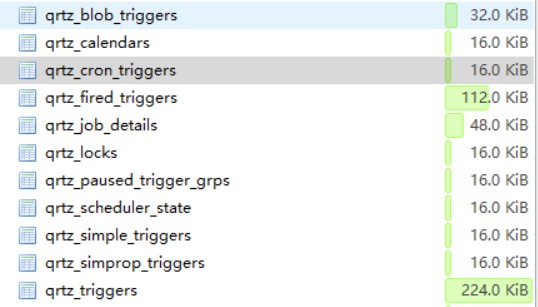 qrtz_blob_triggers 32.0 KiB
qrtz_calendars 16.0 KiB
qrtz_cron_triggers 16.0 KiB
qrtz_fired_triggers 112.0 KiB
qrtz_job_details 48.0 KiB
qrtz_locks 16.0 KiB
qrtz_paused_trigger_grps 16.0 KiB
qrtz_scheduler_state 16.0 KiB
qrtz_simple_triggers 16.0 KiB
qrtz_simprop_triggers 16.0 KiB
qrtz_triggers 224.0 KiB